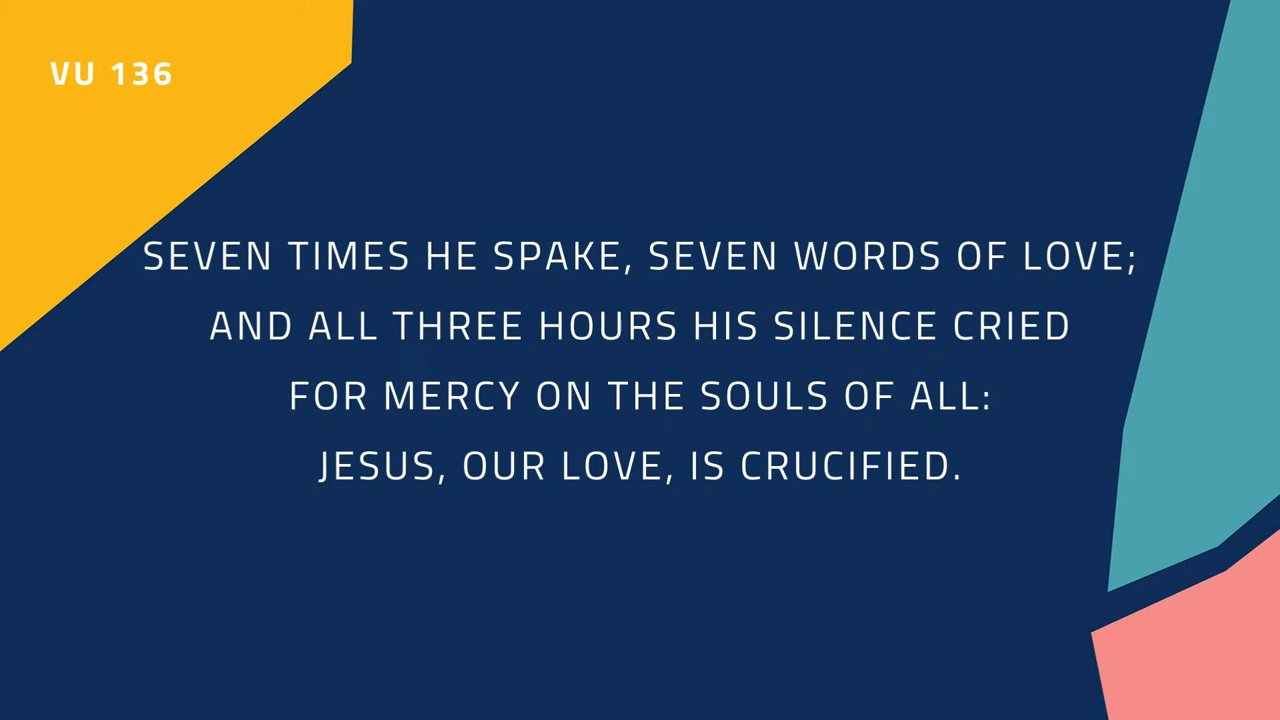 VU 136
SEVEN TIMES HE SPAKE, SEVEN WORDS OF LOVE;
AND ALL THREE HOURS HIS SILENCE CRIED
FOR MERCY ON THE SOULS OF ALL:
JESUS, OUR LOVE, IS CRUCIFIED.